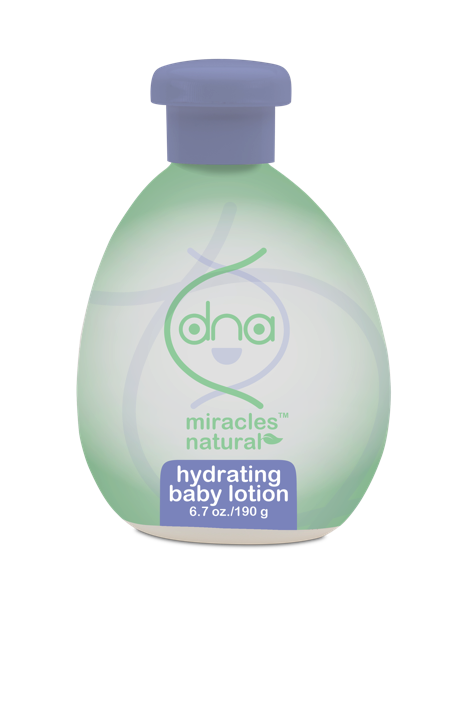 dna
miracles™
natural
hydrating
baby lotion
6.7 oz./190 g